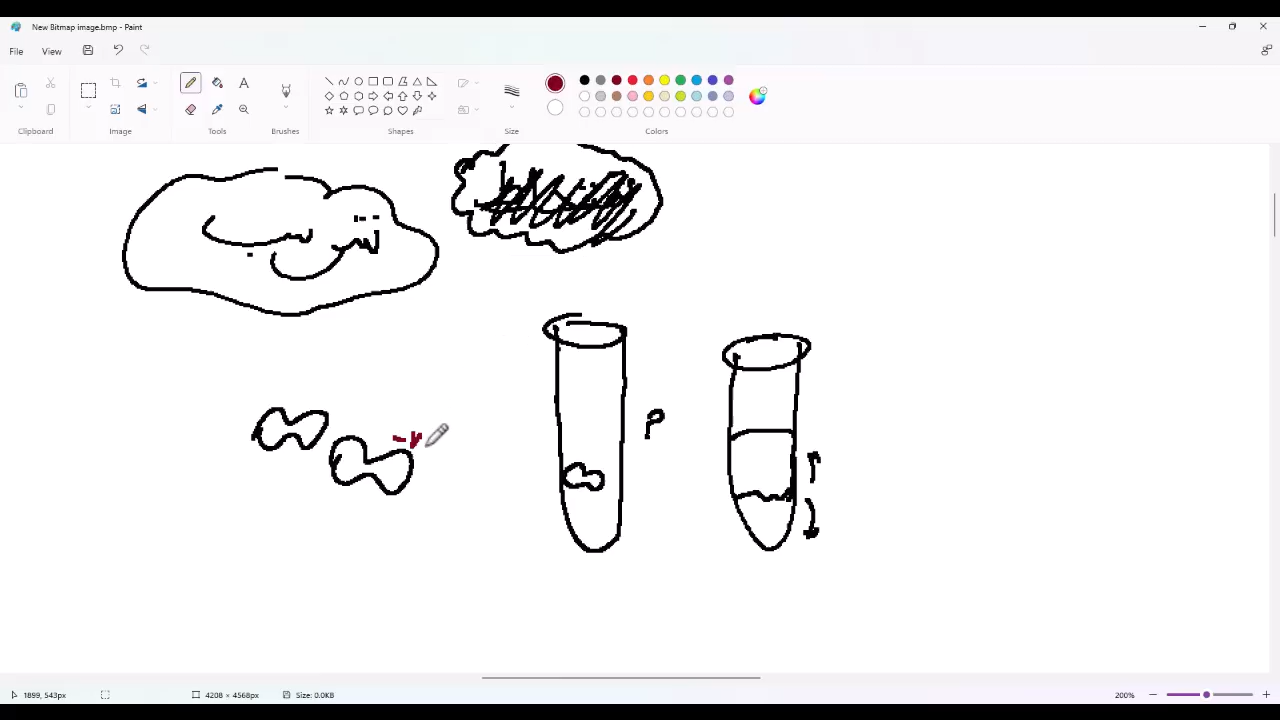 New Bitmap image.bmp - Paint
File View
Clipboard Image Tools Brushes Shapes Size Colors
P
1899, 543px 4208 × 4568px Size: 0.0KB 200%